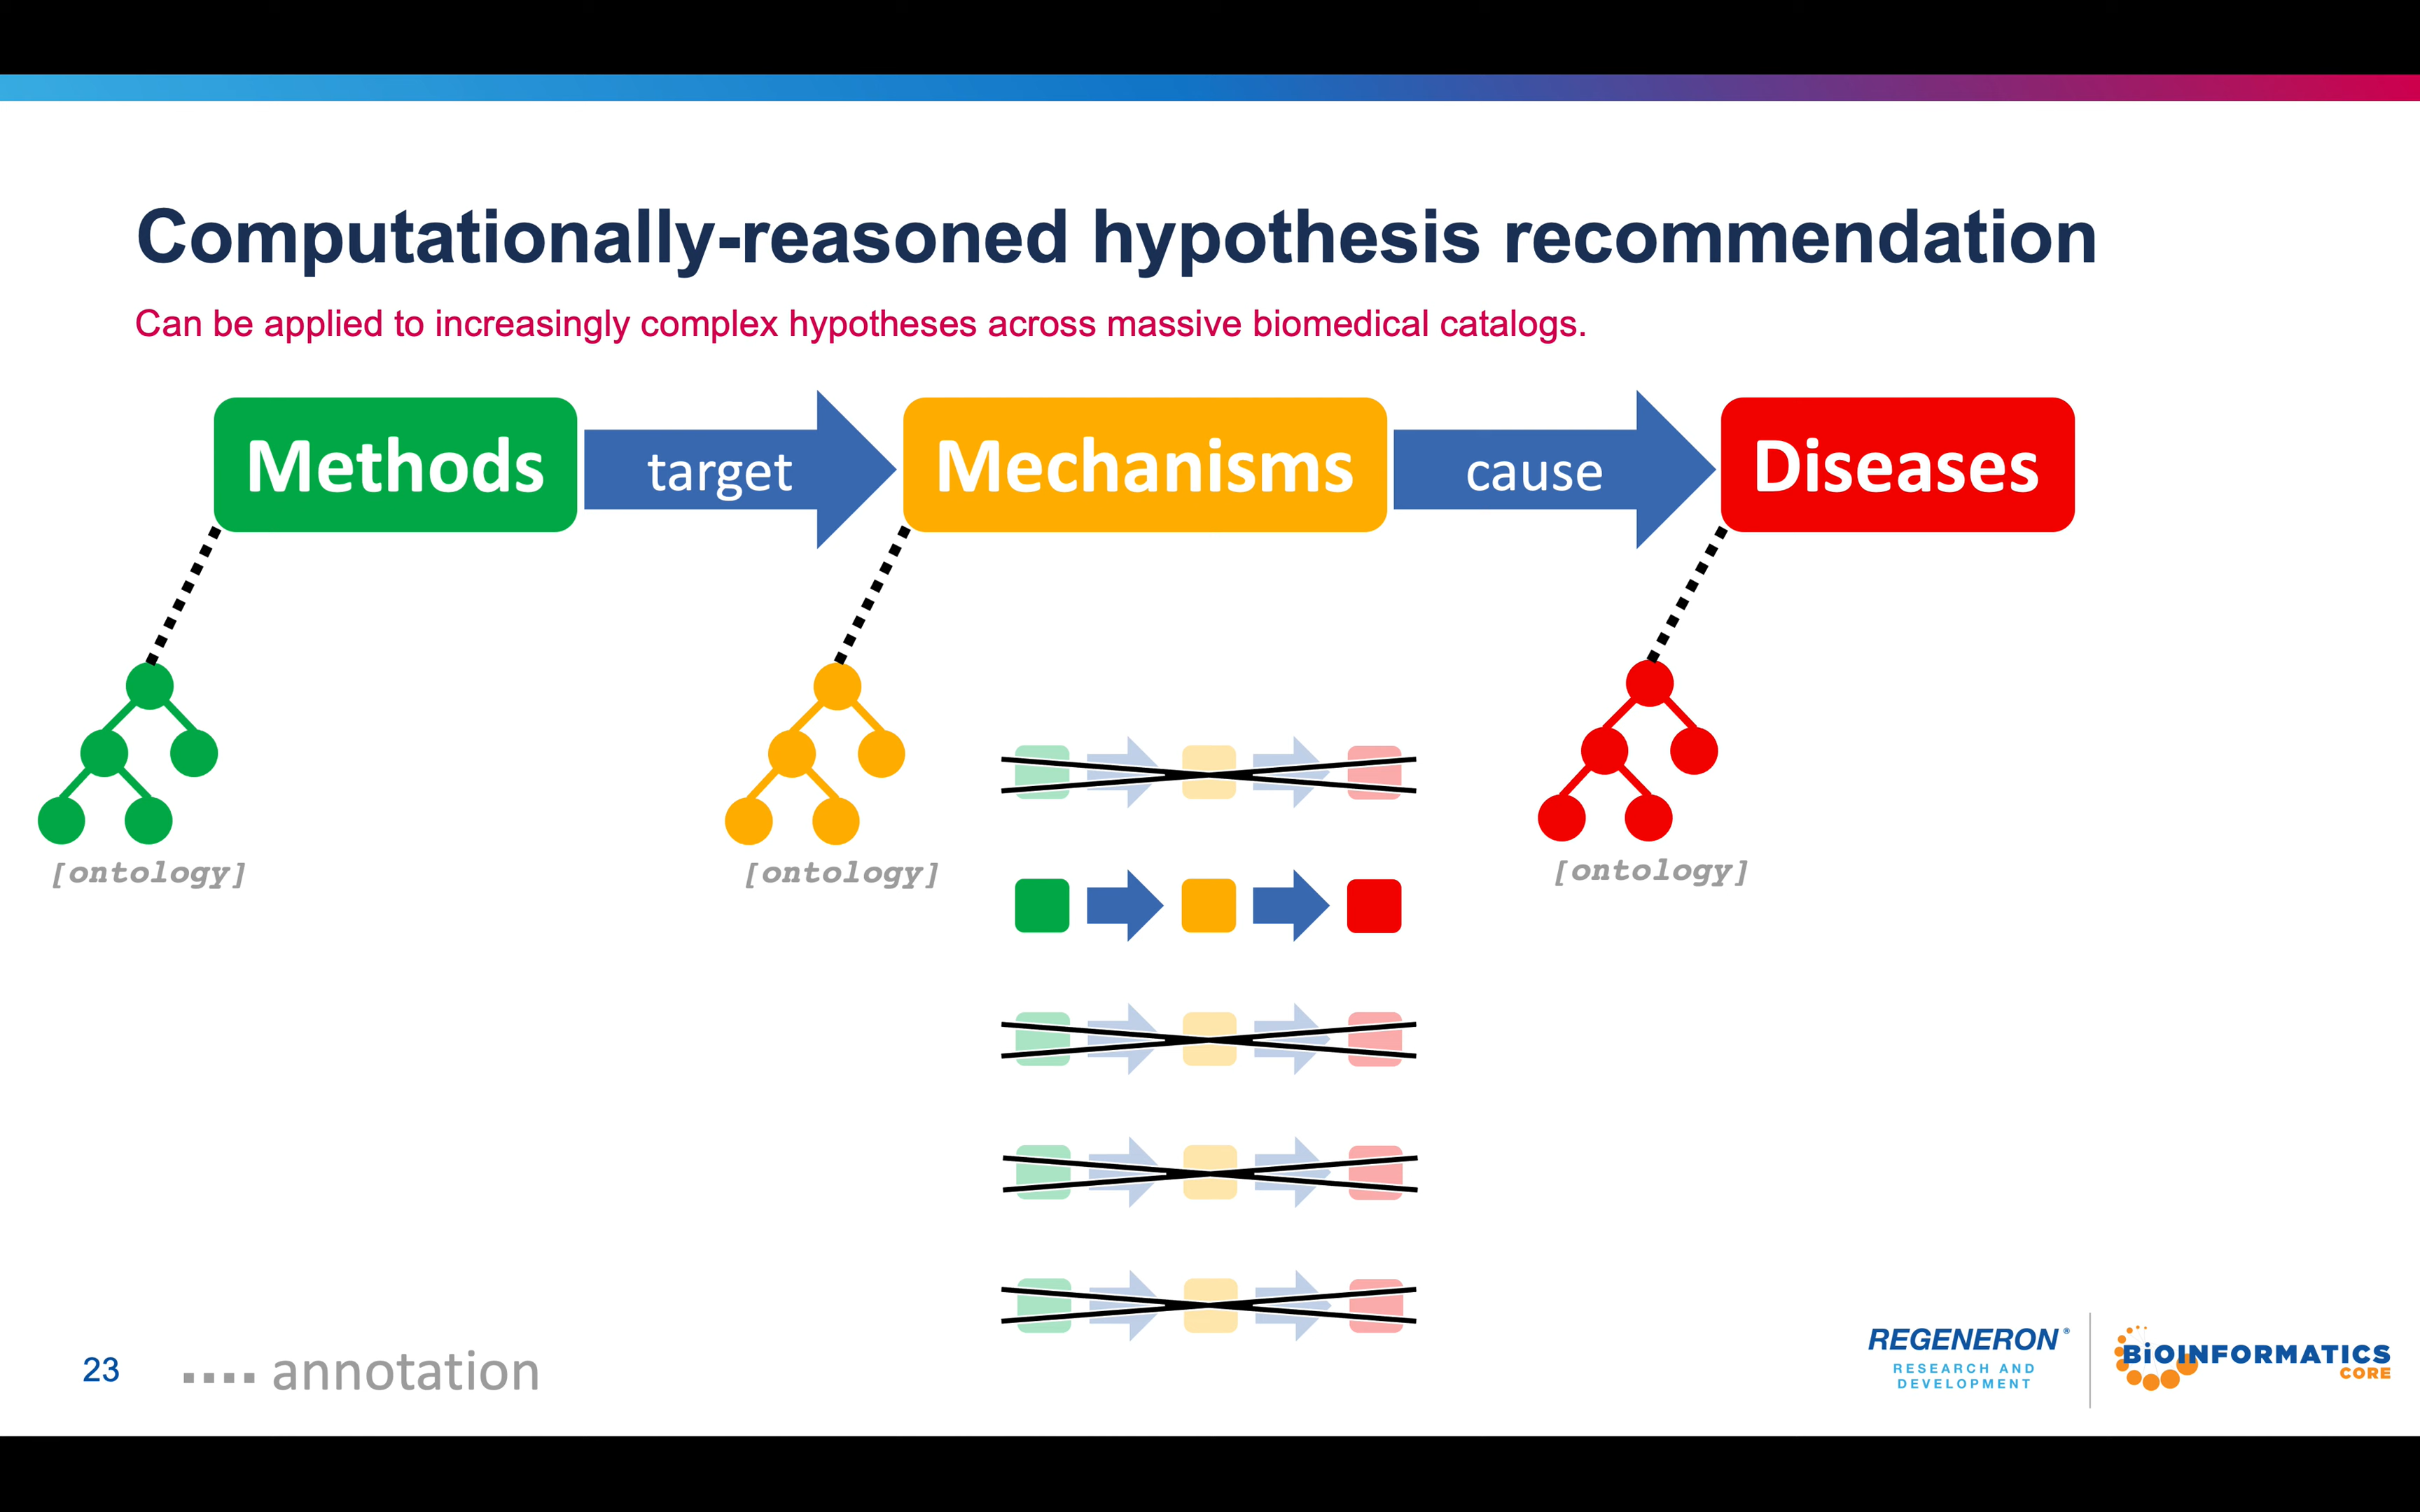 Computationally-reasoned hypothesis recommendation
Can be applied to increasingly complex hypotheses across massive biomedical catalogs.
Methods
target
Mechanisms
cause
Diseases
[ontology]
[ontology]
[ontology]
23
annotation
REGENERON®
RESEARCH AND
DEVELOPMENT
BiOINFORMATICS
CORE